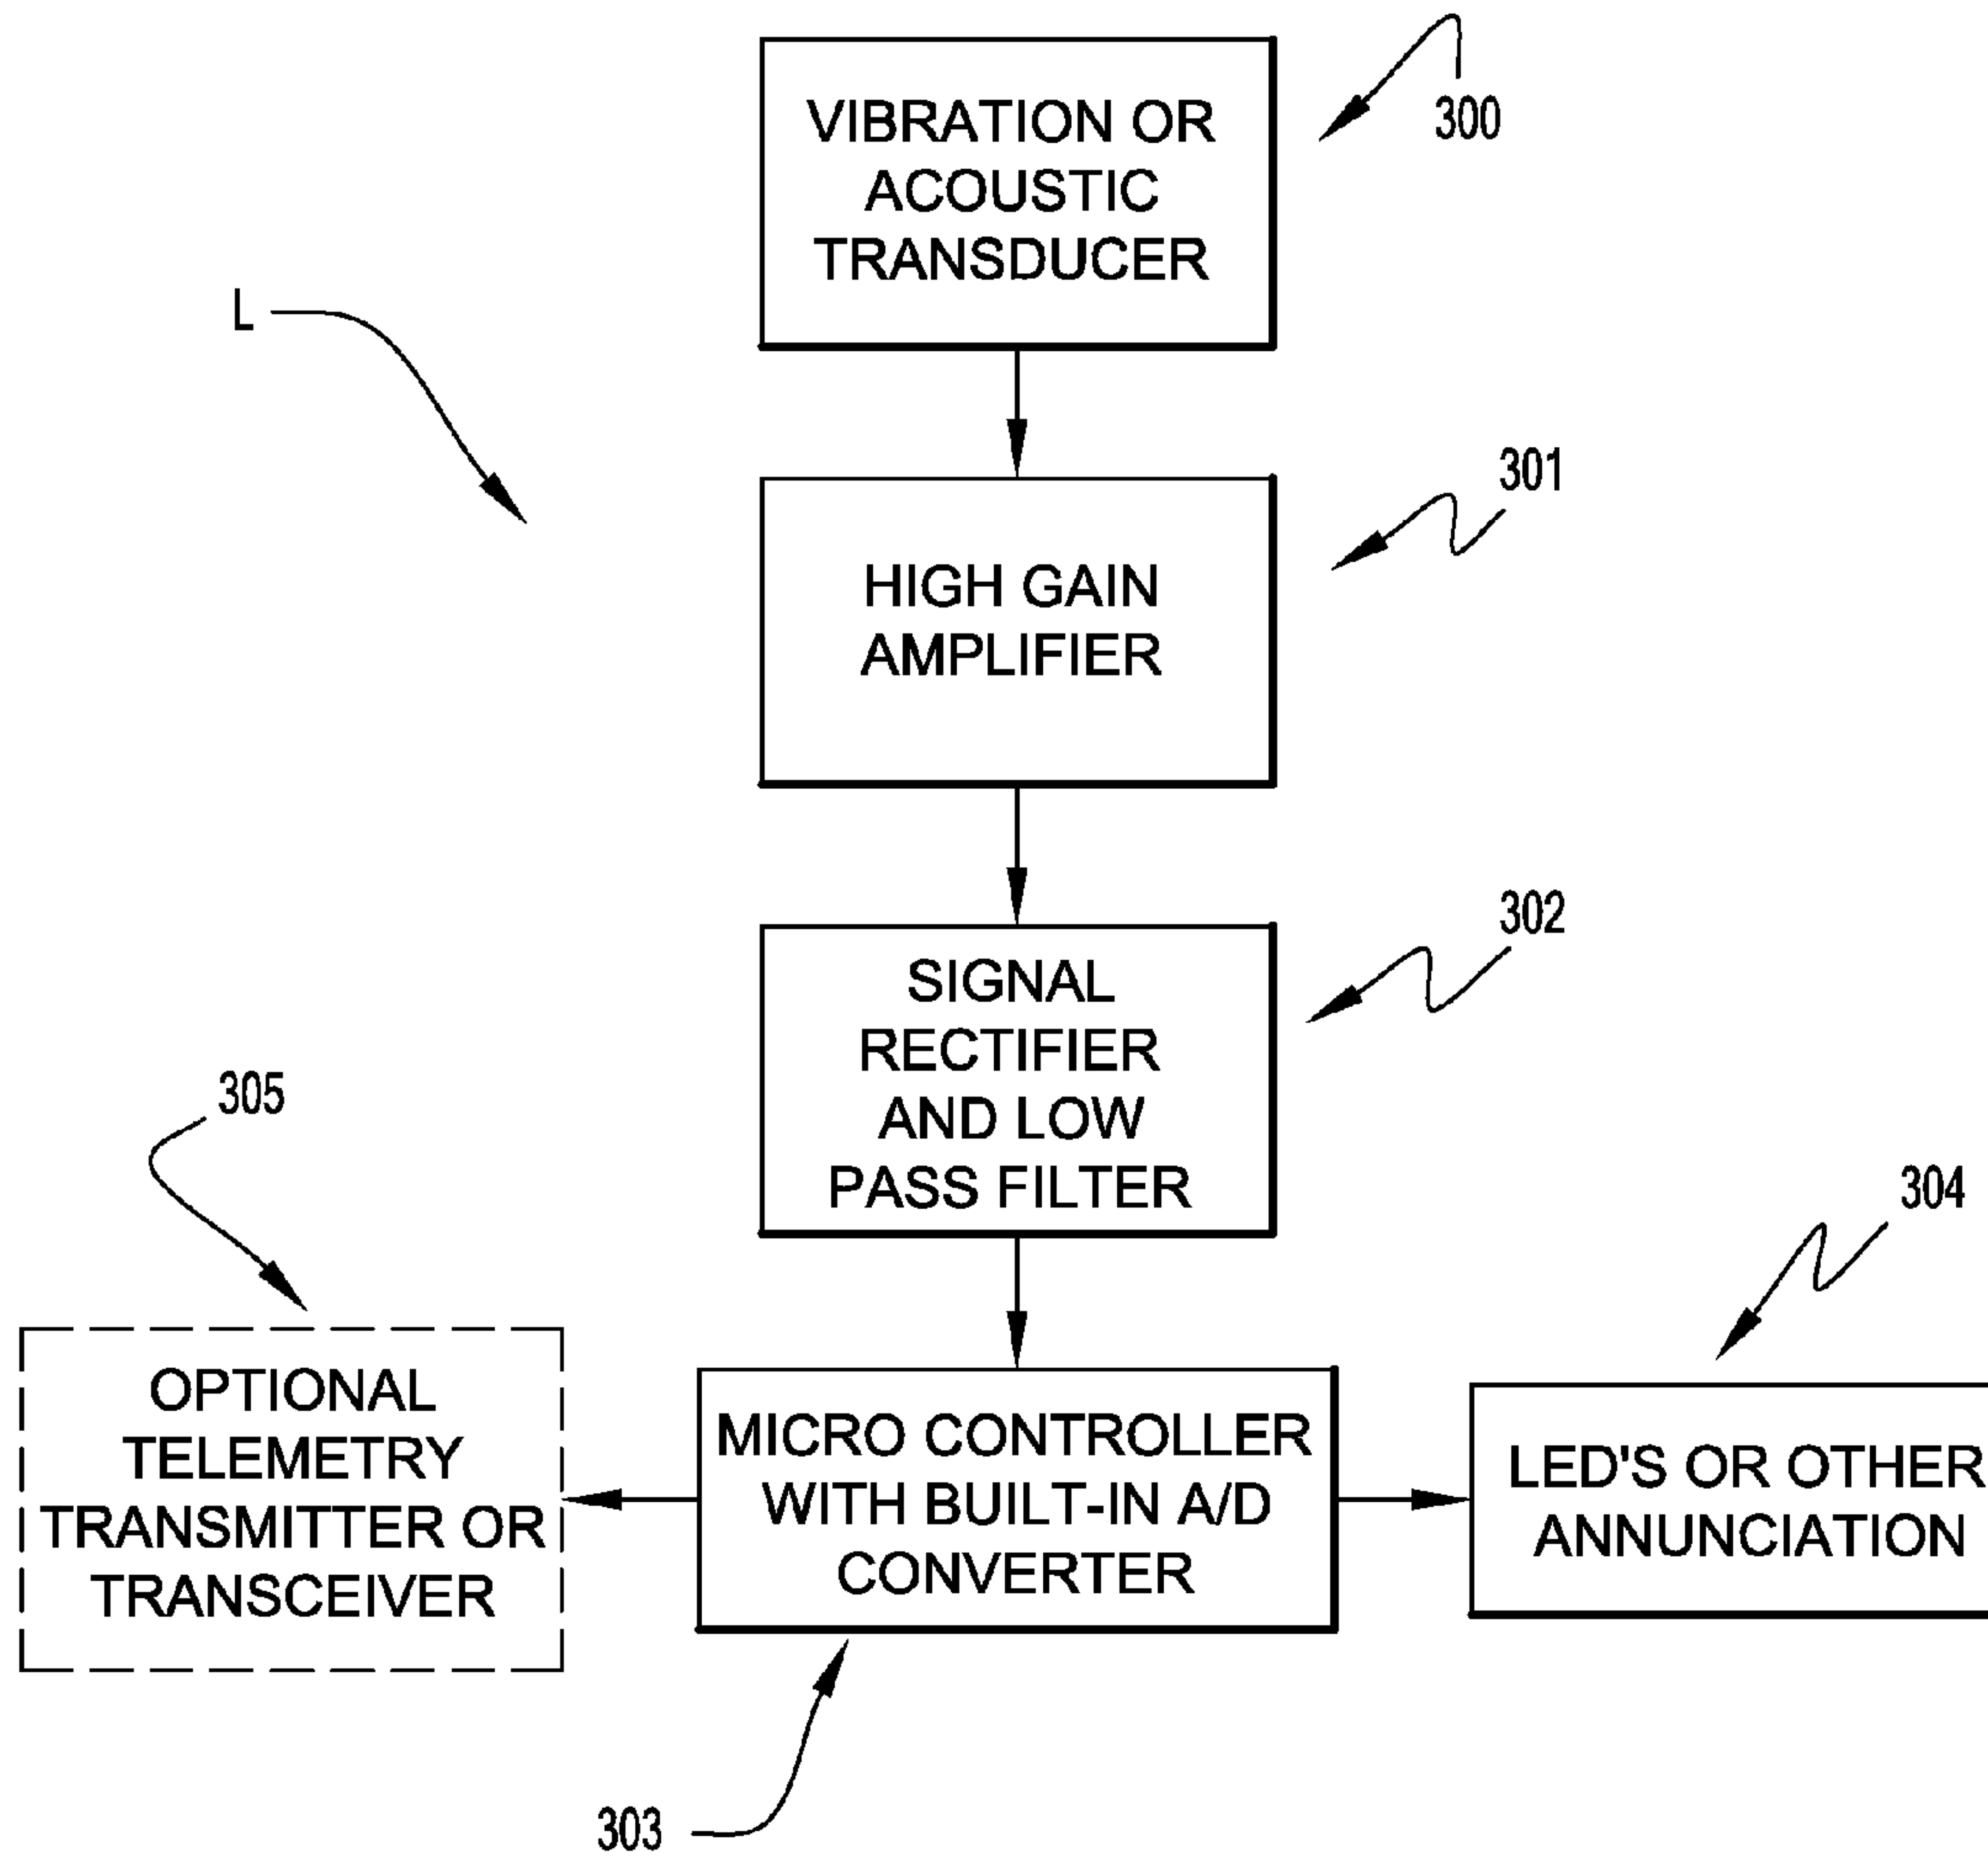 VIBRATION OR
ACOUSTIC
TRANSDUCER
300
L
HIGH GAIN
AMPLIFIER
301
SIGNAL
RECTIFIER
AND LOW
PASS FILTER
302
305
304
OPTIONAL
TELEMETRY
TRANSMITTER OR
TRANSCEIVER
MICRO CONTROLLER
WITH BUILT-IN A/D
CONVERTER
LED'S OR OTHER
ANNUNCIATION
303